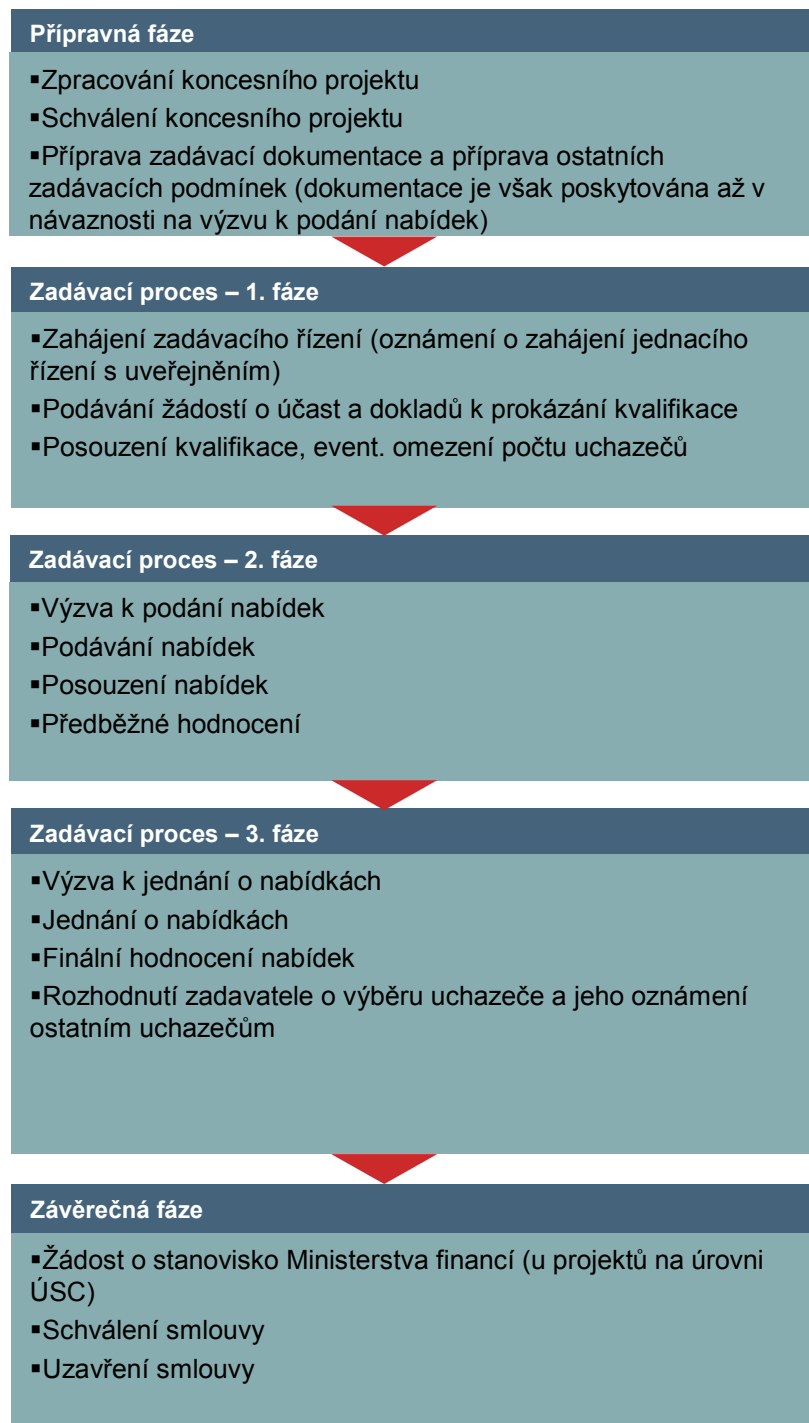 Přípravná fáze
▪Zpracování koncesního projektu
▪Schválení koncesního projektu
▪Příprava zadávací dokumentace a příprava ostatních
zadávacích podmínek (dokumentace je však poskytována až v
návaznosti na výzvu k podání nabídek)
Zadávací proces – 1. fáze
▪Zahájení zadávacího řízení (oznámení o zahájení jednacího
řízení s uveřejněním)
▪Podávání žádostí o účast a dokladů k prokázání kvalifikace
▪Posouzení kvalifikace, event. omezení počtu uchazečů
Zadávací proces – 2. fáze
▪Výzva k podání nabídek
▪Podávání nabídek
▪Posouzení nabídek
▪Předběžné hodnocení
Zadávací proces – 3. fáze
▪Výzva k jednání o nabídkách
▪Jednání o nabídkách
▪Finální hodnocení nabídek
▪Rozhodnutí zadavatele o výběru uchazeče a jeho oznámení
ostatním uchazečům
Závěrečná fáze
▪Žádost o stanovisko Ministerstva financí (u projektů na úrovni
ÚSC)
▪Schválení smlouvy
▪Uzavření smlouvy